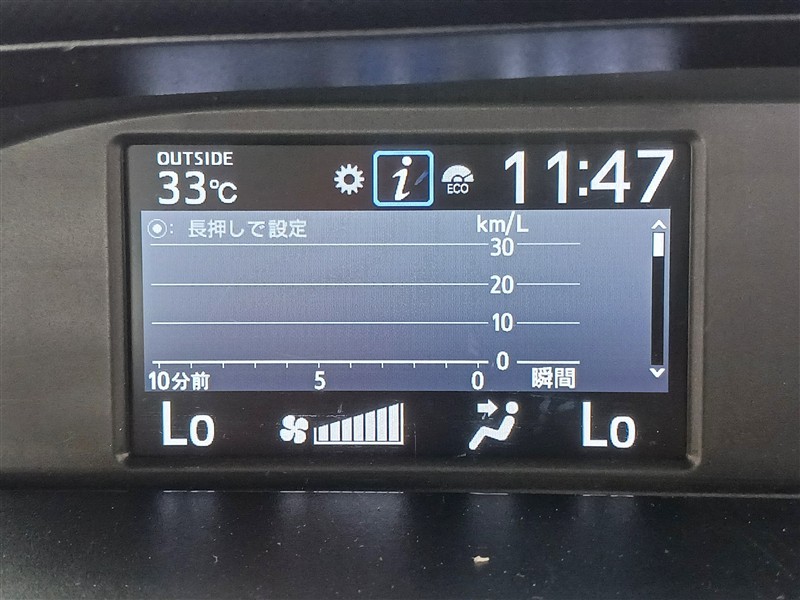 OUTSIDE
33℃
i
ECO
11:47
⦿: 長押しで設定
km/L
30
20
10
0
10分前 5 0 瞬間
Lo Lo